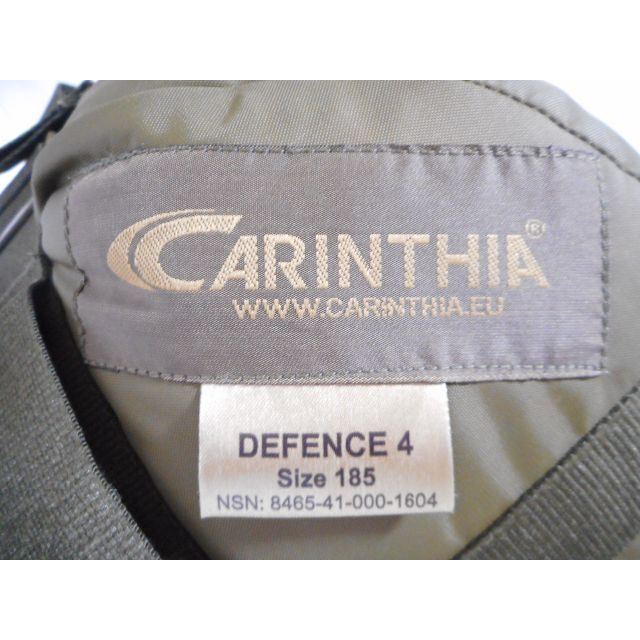 CARINTHIA®
WWW.CARINTHIA.EU
DEFENCE 4
Size 185
NSN: 8465-41-000-1604